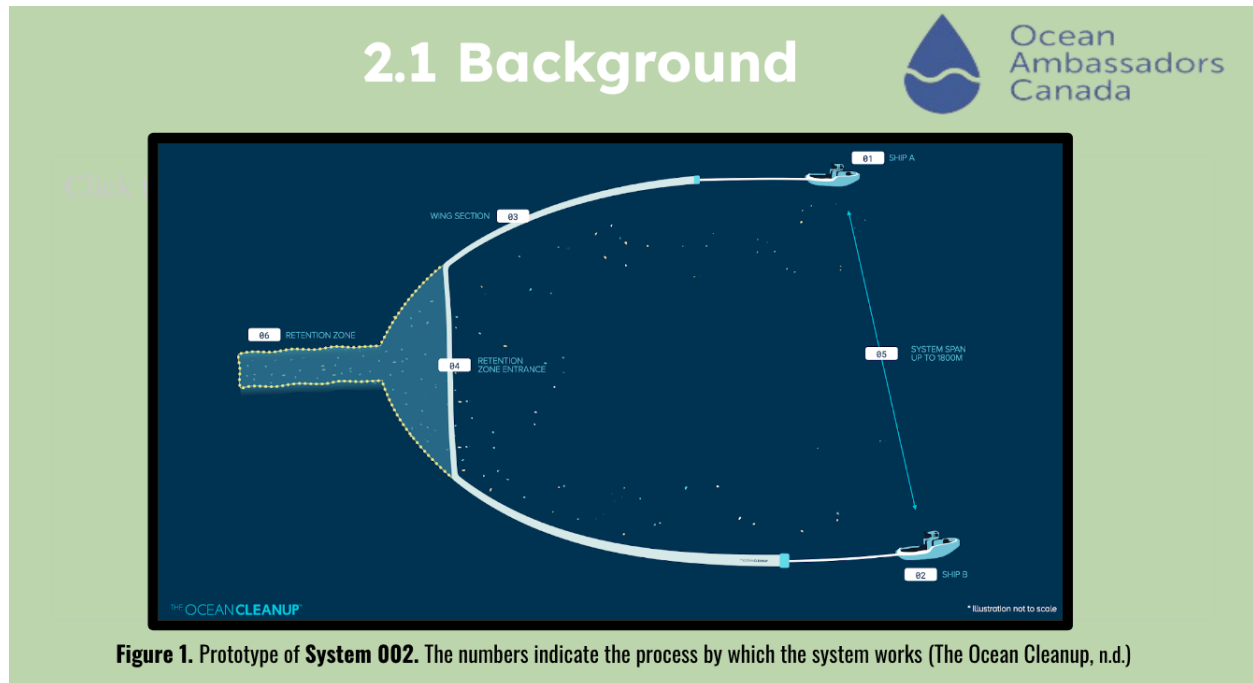 2.1 Background
Ocean
Ambassadors
Canada
Click
01 SHIP A
WING SECTION 03
06 RETENTION ZONE
04 RETENTION
ZONE ENTRANCE
05 SYSTEM SPAN
UP TO 1800M
02 SHIP B
THE OCEANCLEANUP™
* Illustration not to scale
Figure 1. Prototype of System 002. The numbers indicate the process by which the system works (The Ocean Cleanup, n.d.)